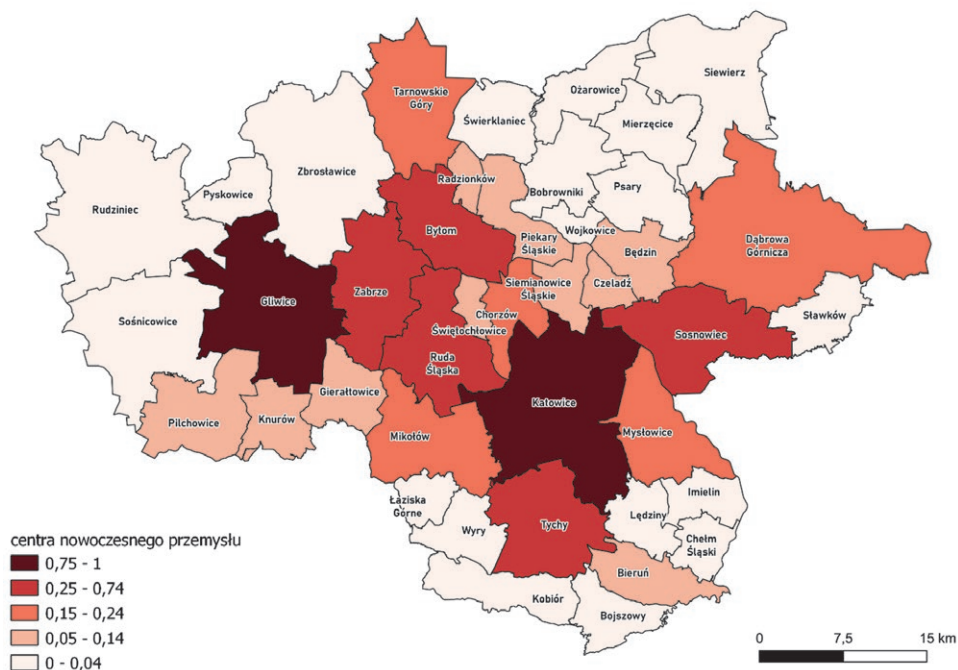 Siewierz
Ożarowice
Tarnowskie
Góry
Świerklaniec
Mierzęcice
Zbrosławice
Radzionków
Pyskowice
Bobrowniki
Psary
Rudziniec
Wojkowice
Bytom
Piekary
Śląskie
Będzin
Dąbrowa
Górnicza
Siemianowice
Śląskie
Czeladź
Gliwice
Zabrze
Chorzów
Sławków
Sośnicowice
Świętochłowice
Sosnowiec
Ruda
Śląska
Gierałtowice
Katowice
Pilchowice
Knurów
Mikołów
Mysłowice
Imielin
Łaziska
Górne
Lędziny
Wyry
Tychy
Chełm
Śląski
Bieruń
Kobiór
Bojszowy
centra nowoczesnego przemysłu
0,75 - 1
0,25 - 0,74
0,15 - 0,24
0,05 - 0,14
0 - 0,04
0 7,5 15 km